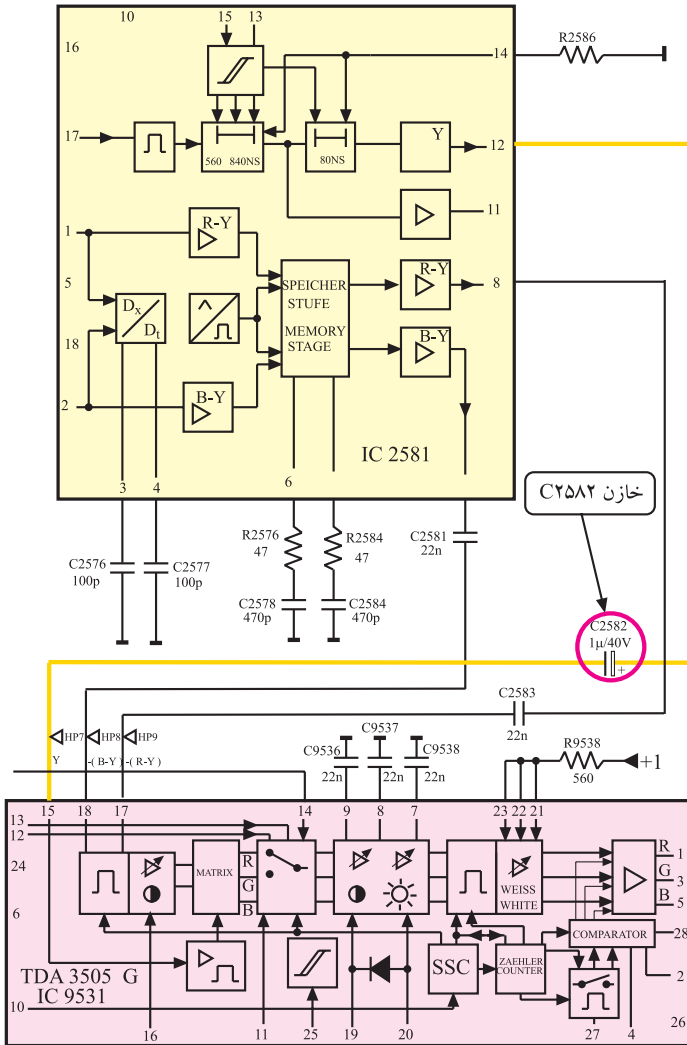 10
15 13
16
14
R2586
17
560 840NS
80NS
Y
12
11
1
R-Y
5
Dx
Dt
SPEICHER
STUFE
MEMORY
STAGE
R-Y
8
18
B-Y
2
B-Y
IC 2581
3 4 6
خازن C۲۵۸۲
C2576
100p
C2577
100p
R2576
47
R2584
47
C2581
22n
C2578
470p
C2584
470p
C2582
1µ/40V
+
C2583
22n
HP7 HP8 HP9
Y -( B-Y ) -( R-Y )
C9536
22n
C9537
22n
C9538
22n
R9538
560
+1
15 18 17 14 9 8 7 23 22 21
13
12
24
6
MATRIX
R
G
B
WEISS
WHITE
R 1
G 3
B 5
COMPARATOR
28
SSC
ZAEHLER
COUNTER
2
TDA 3505 G
IC 9531
10
16 11 25 19 20 27 4 26